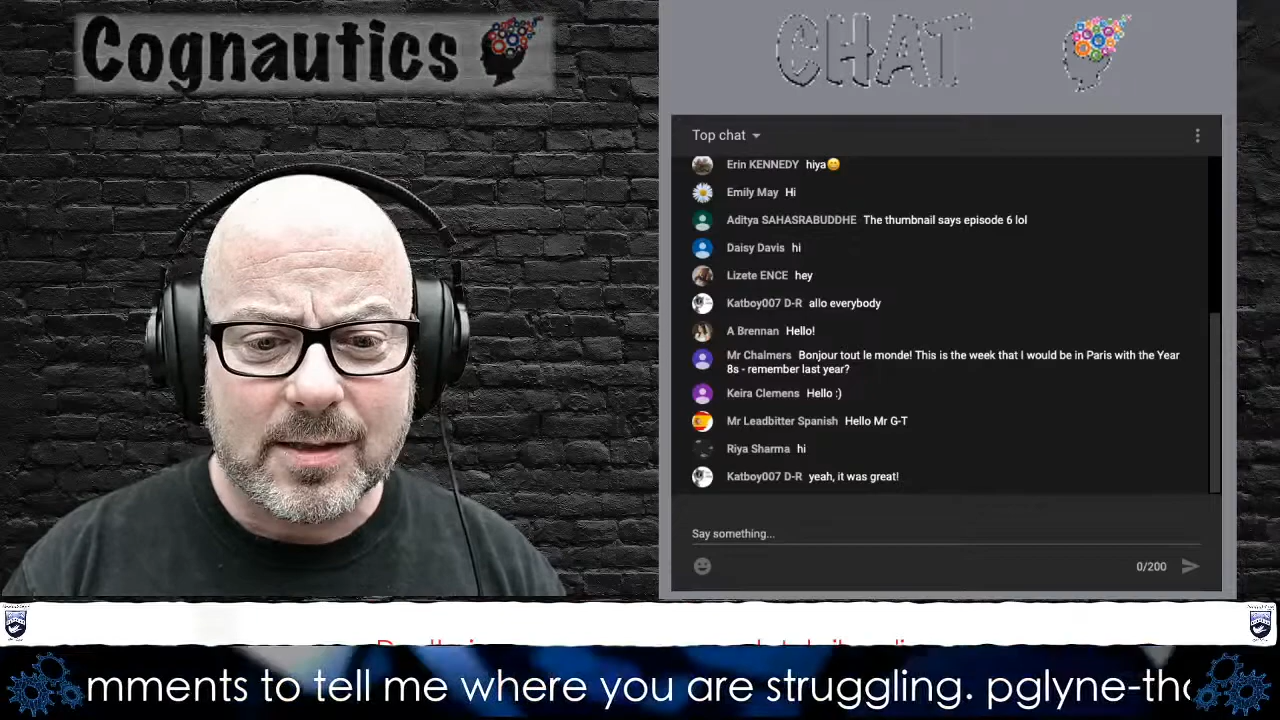 Cognautics
CHAT
Top chat
Erin KENNEDY hiya😀
Emily May Hi
Aditya SAHASRABUDDHE The thumbnail says episode 6 lol
Daisy Davis hi
Lizete ENCE hey
Katboy007 D-R allo everybody
A Brennan Hello!
Mr Chalmers Bonjour tout le monde! This is the week that I would be in Paris with the Year
8s - remember last year?
Keira Clemens Hello :)
Mr Leadbitter Spanish Hello Mr G-T
Riya Sharma hi
Katboy007 D-R yeah, it was great!
Say something...
0/200
mments to tell me where you are struggling. pglyne-tho